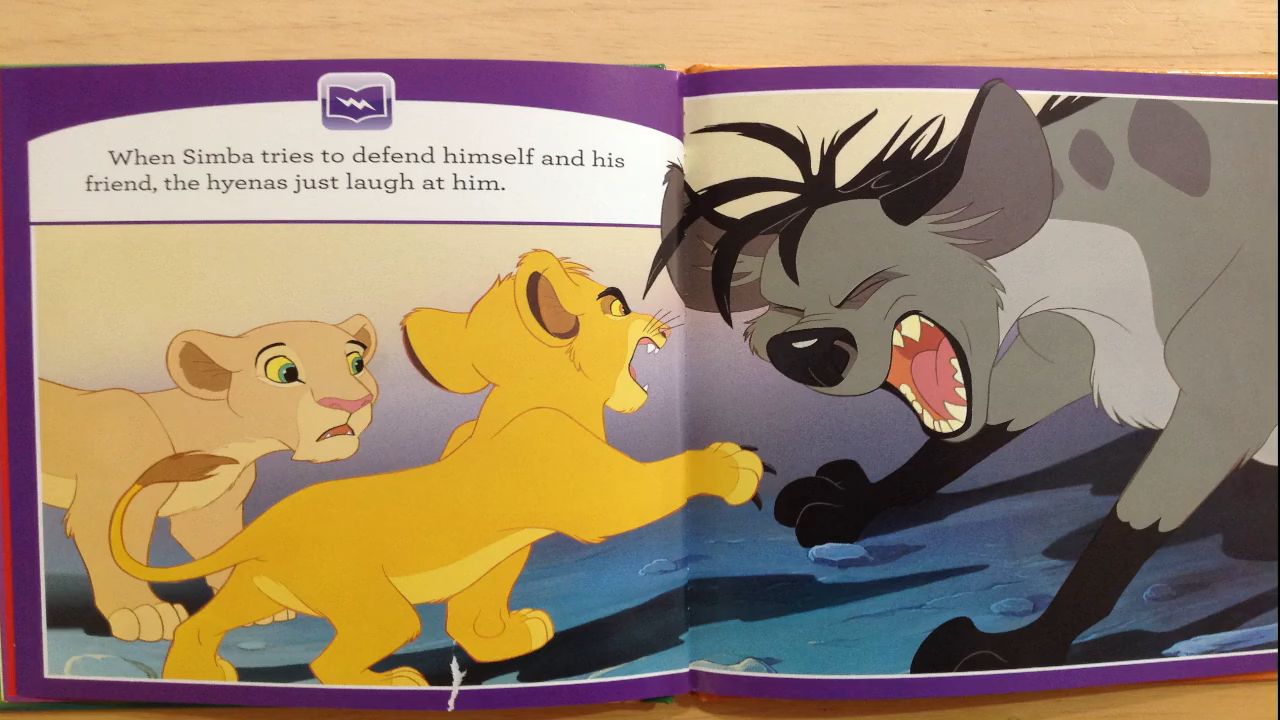 When Simba tries to defend himself and his
friend, the hyenas just laugh at him.